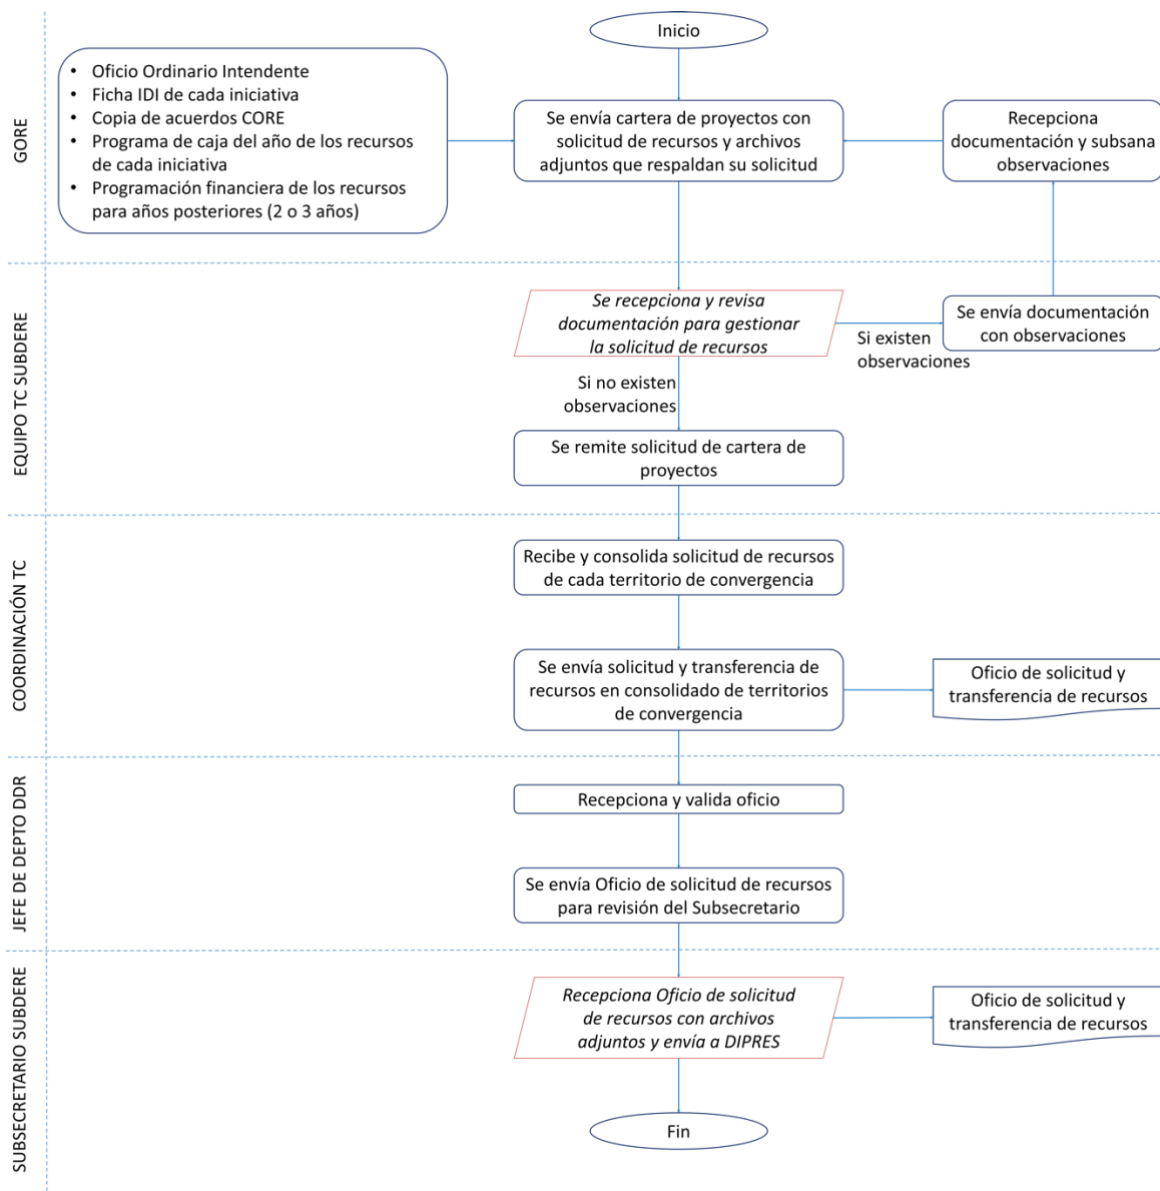 Inicio
GORE
• Oficio Ordinario Intendente
• Ficha IDI de cada iniciativa
• Copia de acuerdos CORE
• Programa de caja del año de los recursos
de cada iniciativa
• Programación financiera de los recursos
para años posteriores (2 o 3 años)
Se envía cartera de proyectos con
solicitud de recursos y archivos
adjuntos que respaldan su solicitud
Recepciona
documentación y subsana
observaciones
EQUIPO TC SUBDERE
Se recepciona y revisa
documentación para gestionar
la solicitud de recursos
Si existen
observaciones
Se envía documentación
con observaciones
Si no existen
observaciones
Se remite solicitud de cartera de
proyectos
COORDINACIÓN TC
Recibe y consolida solicitud de recursos
de cada territorio de convergencia
Se envía solicitud y transferencia de
recursos en consolidado de territorios
de convergencia
Oficio de solicitud y
transferencia de recursos
JEFE DE DEPTO DDR
Recepciona y valida oficio
Se envía Oficio de solicitud de recursos
para revisión del Subsecretario
SUBSECRETARIO SUBDERE
Recepciona Oficio de solicitud
de recursos con archivos
adjuntos y envía a DIPRES
Oficio de solicitud y
transferencia de recursos
Fin